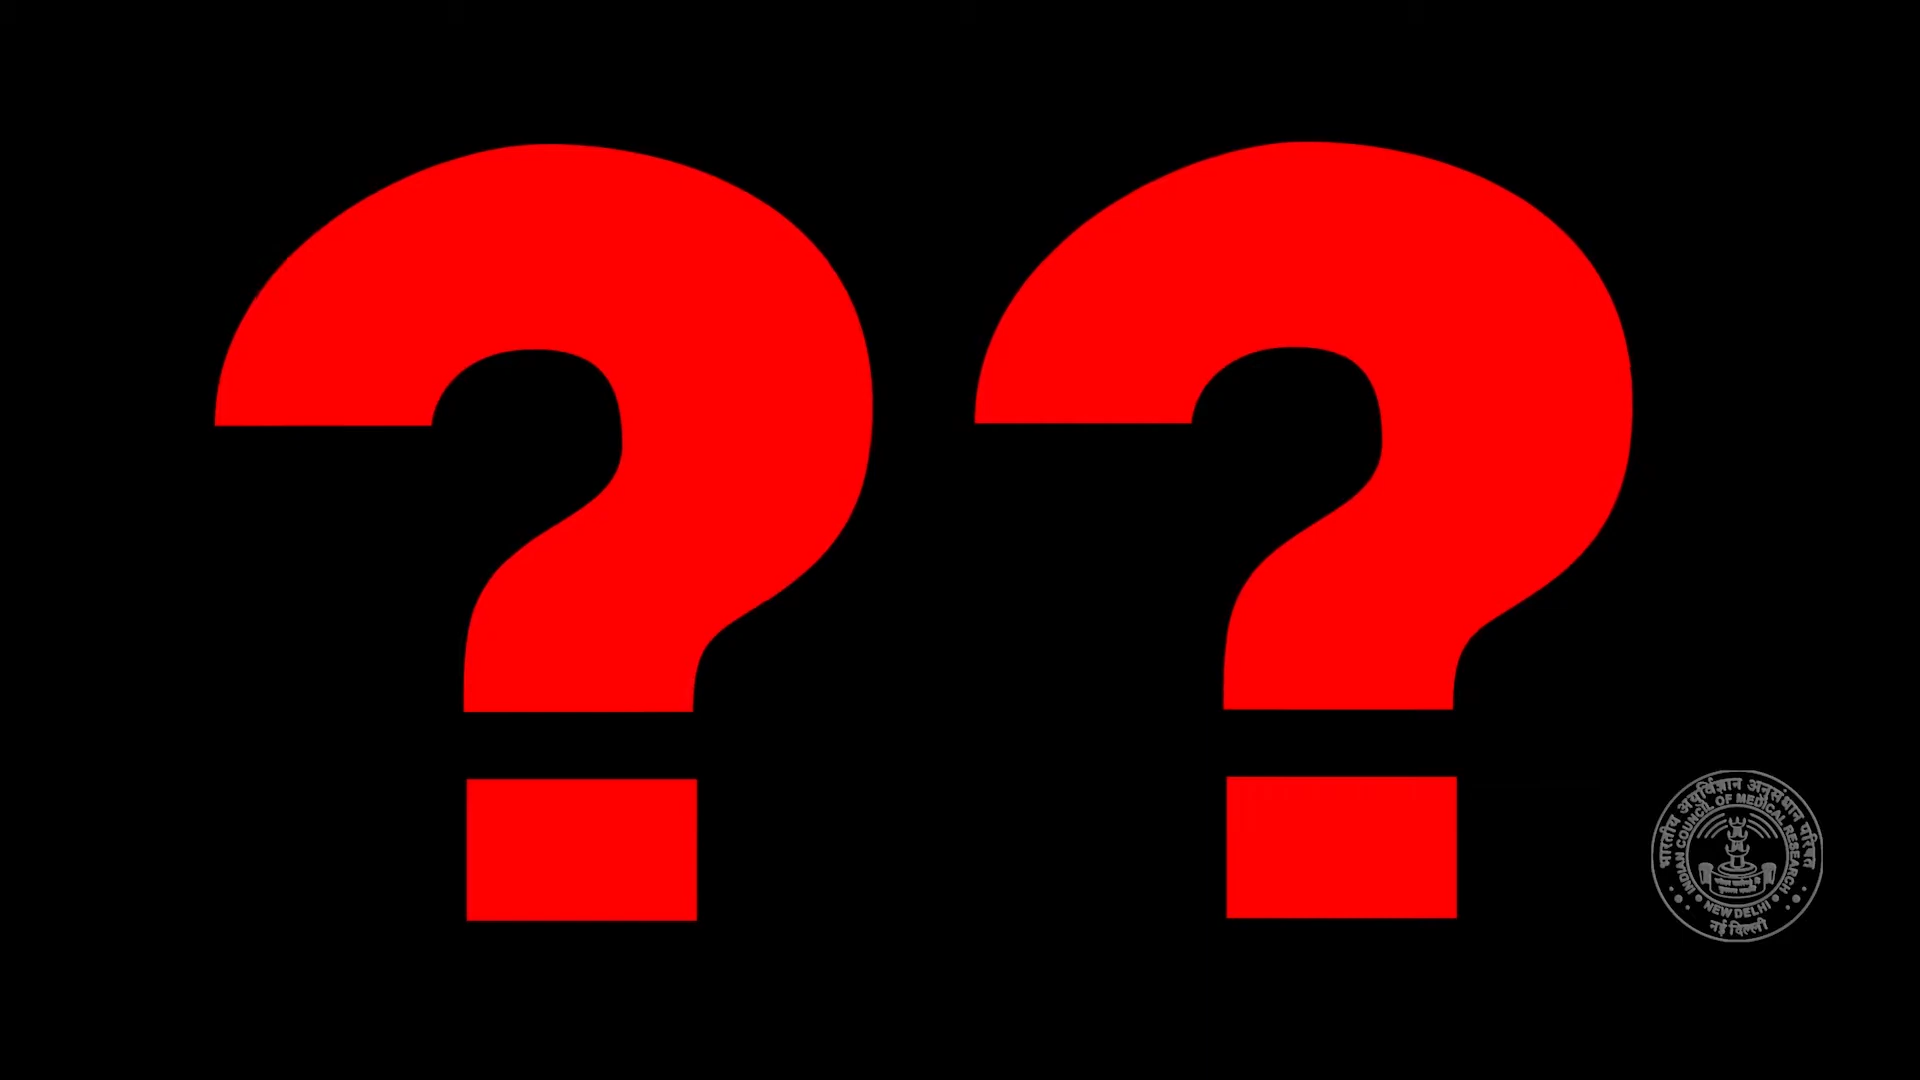 ??
भारतीय आयुर्विज्ञान अनुसंधान परिषद
INDIAN COUNCIL OF MEDICAL RESEARCH
NEW DELHI
नई दिल्ली